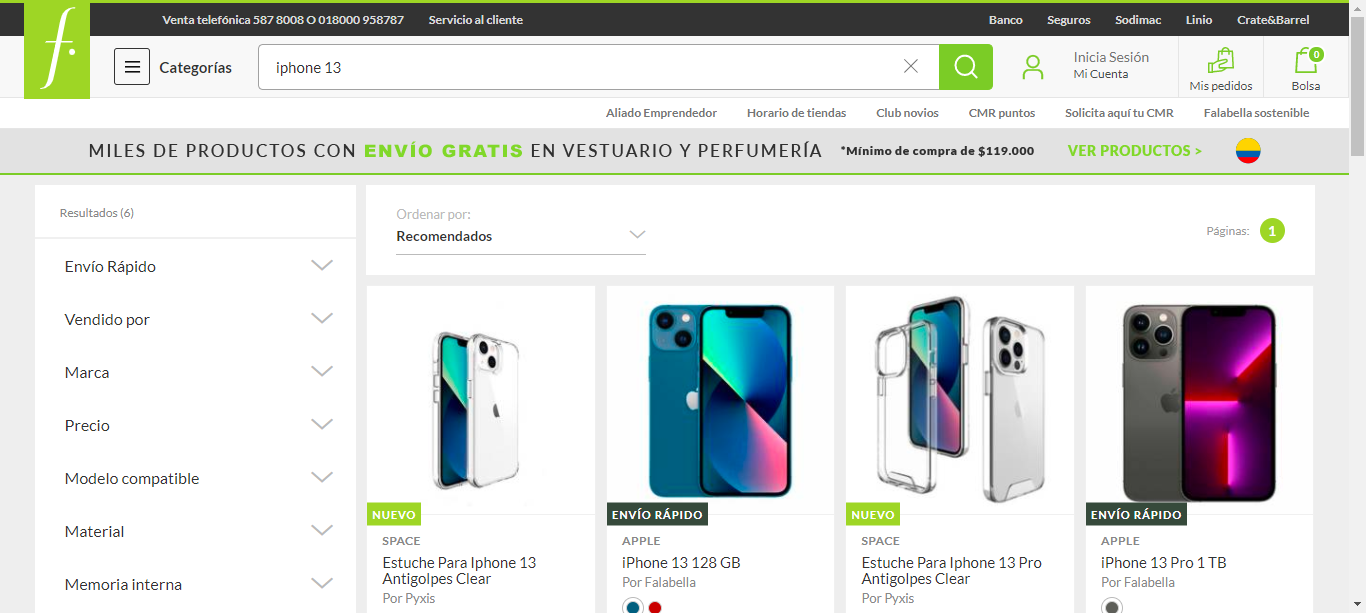 Venta telefónica 587 8008 O 018000 958787 Servicio al cliente Banco Seguros Sodimac Linio Crate&Barrel
f.
Categorías iphone 13 Inicia Sesión
Mi Cuenta
Mis pedidos
0
Bolsa
Aliado Emprendedor Horario de tiendas Club novios CMR puntos Solicita aquí tu CMR Falabella sostenible
MILES DE PRODUCTOS CON ENVÍO GRATIS EN VESTUARIO Y PERFUMERÍA *Mínimo de compra de $119.000 VER PRODUCTOS >
Resultados (6)
Envío Rápido
Vendido por
Marca
Precio
Modelo compatible
Material
Memoria interna
Ordenar por:
Recomendados
Páginas: 1
NUEVO
SPACE
Estuche Para Iphone 13
Antigolpes Clear
Por Pyxis
ENVÍO RÁPIDO
APPLE
iPhone 13 128 GB
Por Falabella
NUEVO
SPACE
Estuche Para Iphone 13 Pro
Antigolpes Clear
Por Pyxis
ENVÍO RÁPIDO
APPLE
iPhone 13 Pro 1 TB
Por Falabella